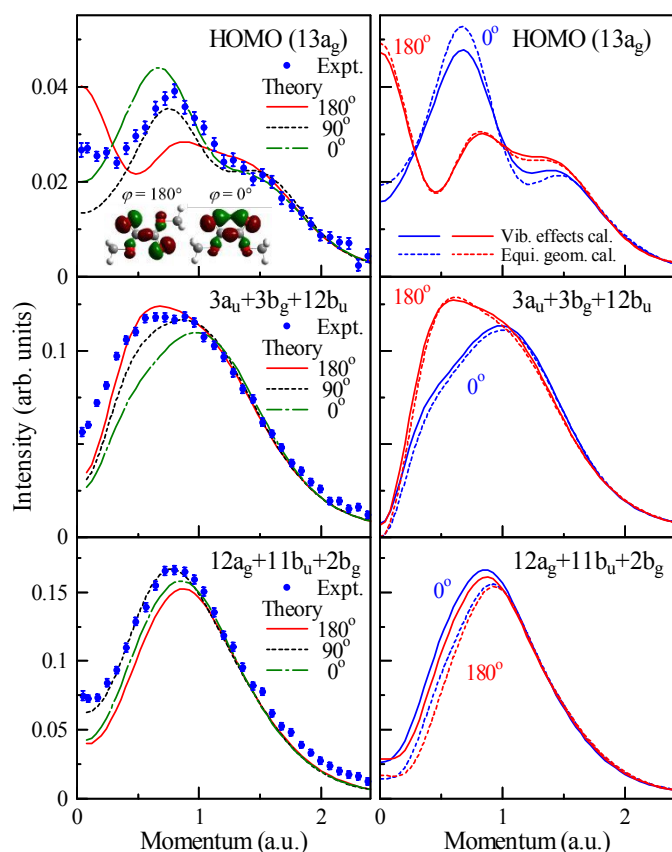 HOMO (13ag)
Expt.
Theory
180°
90°
0°
φ = 180°
φ = 0°
0.04
0.02
0
HOMO (13ag)
180°
0°
Vib. effects cal.
Equi. geom. cal.
3au+3bg+12bu
Expt.
Theory
180°
90°
0°
0.1
0
3au+3bg+12bu
180°
0°
Intensity (arb. units)
12ag+11bu+2bg
Expt.
Theory
180°
90°
0°
0.15
0.10
0.05
0
12ag+11bu+2bg
0°
180°
0 1 2
Momentum (a.u.)
0 1 2
Momentum (a.u.)